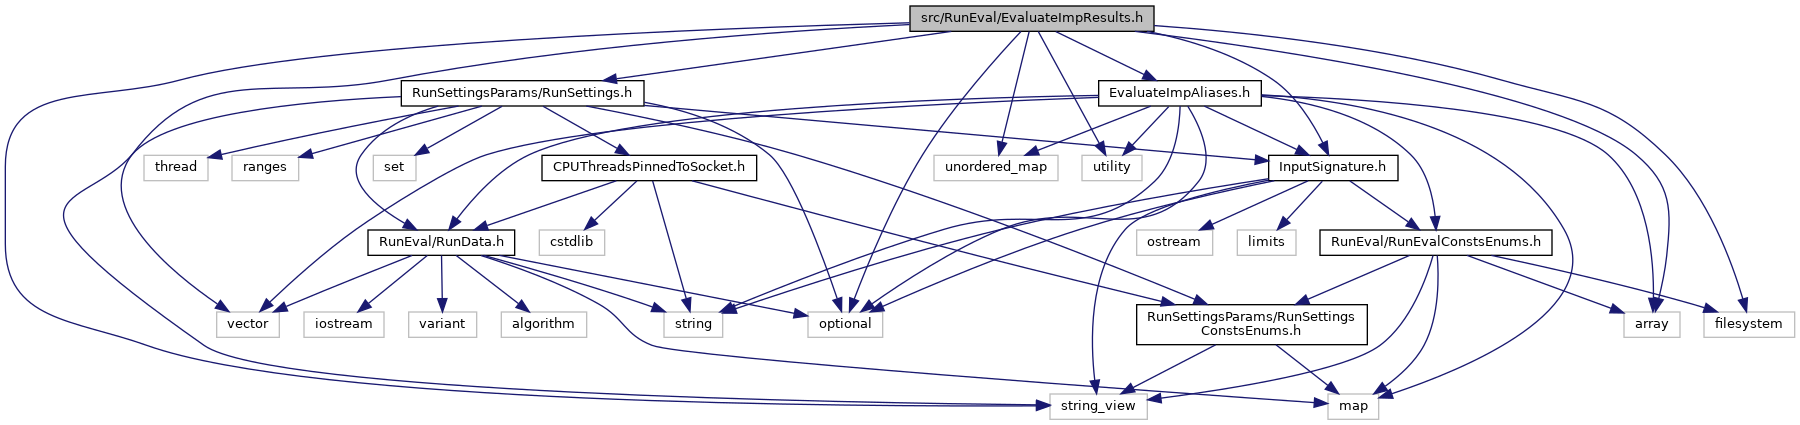 src/RunEval/EvaluateImpResults.h
RunSettingsParams/RunSettings.h
EvaluateImpAliases.h
thread
ranges
set
CPUThreadsPinnedToSocket.h
unordered_map
utility
InputSignature.h
RunEval/RunData.h
cstdlib
ostream
limits
RunEval/RunEvalConstsEnums.h
vector
iostream
variant
algorithm
string
optional
RunSettingsParams/RunSettings
ConstsEnums.h
array
filesystem
string_view
map